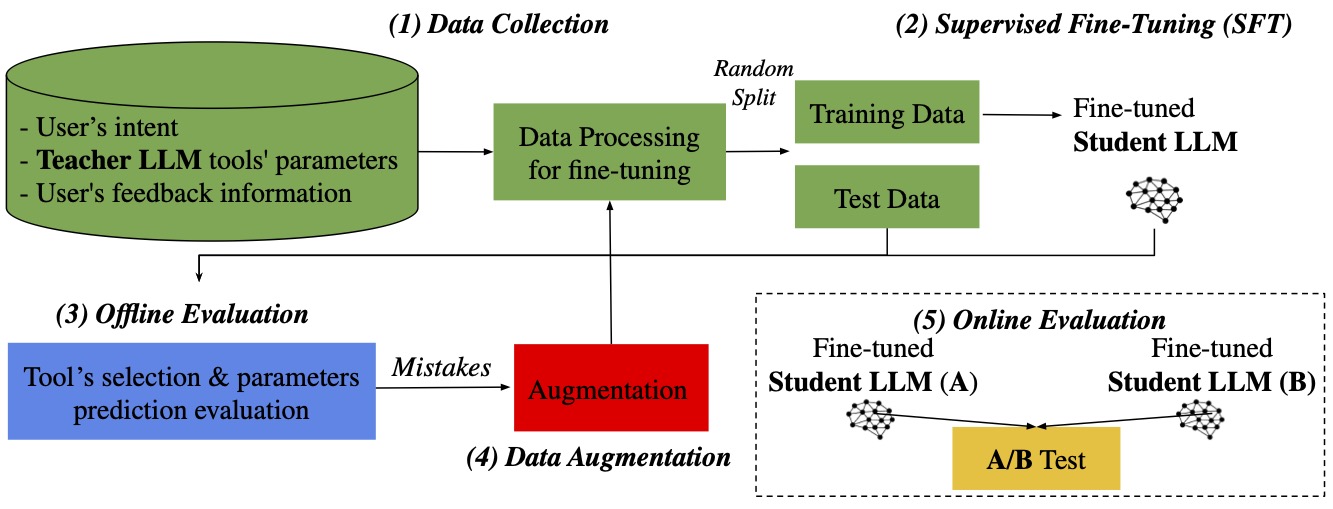 (1) Data Collection
(2) Supervised Fine-Tuning (SFT)
- User’s intent
- Teacher LLM tools' parameters
- User's feedback information
Data Processing
for fine-tuning
Random
Split
Training Data
Test Data
Fine-tuned
Student LLM
(3) Offline Evaluation
Tool’s selection & parameters
prediction evaluation
Mistakes
Augmentation
(4) Data Augmentation
(5) Online Evaluation
Fine-tuned
Student LLM (A)
Fine-tuned
Student LLM (B)
A/B Test